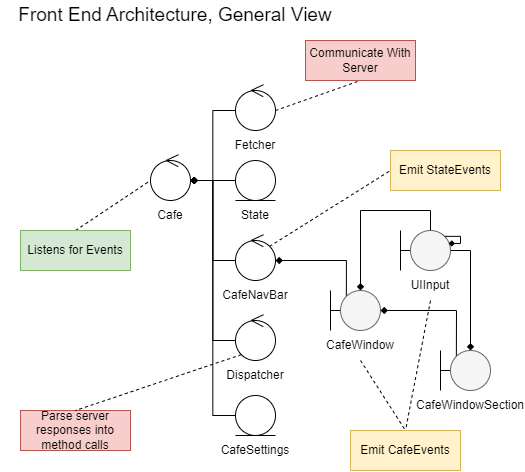 Front End Architecture, General View
Communicate With
Server
Fetcher
Emit StateEvents
Cafe
State
Listens for Events
UIInput
CafeNavBar
CafeWindow
Dispatcher
CafeWindowSection
Parse server
responses into
method calls
CafeSettings
Emit CafeEvents